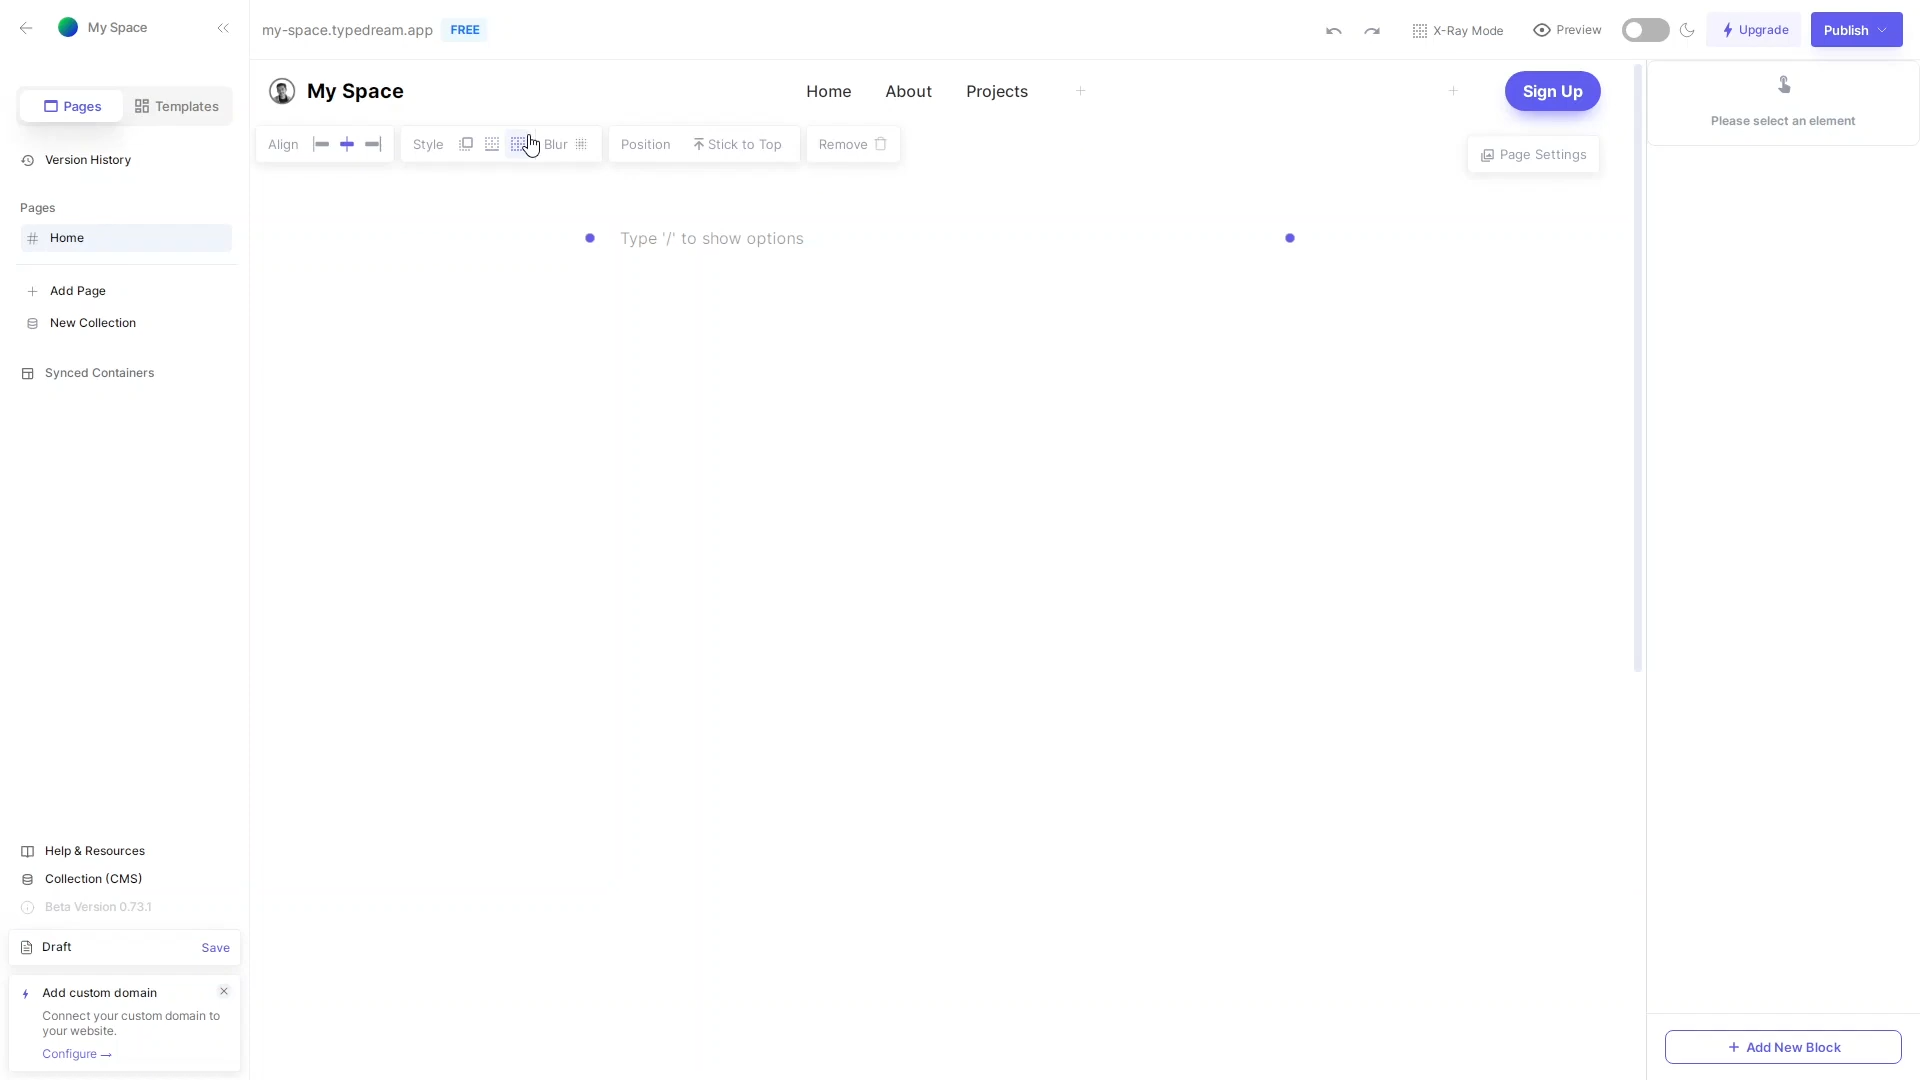 My Space
my-space.typedream.app FREE
X-Ray Mode Preview Upgrade Publish
Pages Templates
Version History
Pages
Home
Add Page
New Collection
Synced Containers
My Space Home About Projects Sign Up
Align Style Blur Position Stick to Top Remove
Page Settings
Type '/' to show options
Please select an element
Help & Resources
Collection (CMS)
Beta Version 0.73.1
Draft Save
Add custom domain
Connect your custom domain to
your website.
Configure →
+ Add New Block